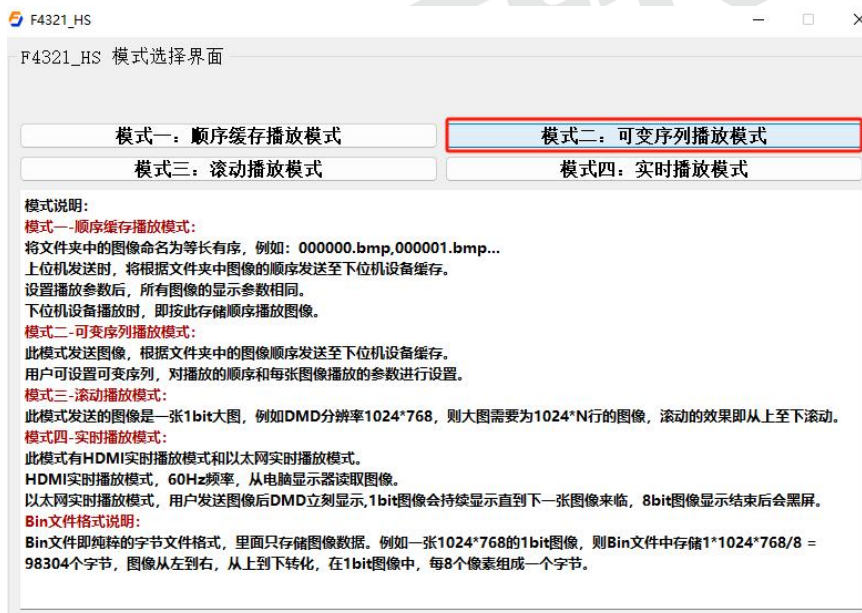 F4321_HS
F4321_HS 模式选择界面
模式一：顺序缓存播放模式
模式二：可变序列播放模式
模式三：滚动播放模式
模式四：实时播放模式
模式说明：
模式一-顺序缓存播放模式：
将文件夹中的图像命名为等长有序，例如：000000.bmp,000001.bmp...
上位机发送时，将根据文件夹中图像的顺序发送至下位机设备缓存。
设置播放参数后，所有图像的显示参数相同。
下位机设备播放时，即按此存储顺序播放图像。
模式二-可变序列播放模式：
此模式发送图像，根据文件夹中的图像顺序发送至下位机设备缓存。
用户可设置可变序列，对播放的顺序和每张图像播放的参数进行设置。
模式三-滚动播放模式：
此模式发送的图像是一张1bit大图，例如DMD分辨率1024*768，则大图需要为1024*N行的图像，滚动的效果即从上至下滚动。
模式四-实时播放模式：
此模式有HDMI实时播放模式和以太网实时播放模式。
HDMI实时播放模式，60Hz频率，从电脑显示器读取图像。
以太网实时播放模式，用户发送图像后DMD立刻显示,1bit图像会持续显示直到下一张图像来临，8bit图像显示结束后会黑屏。
Bin文件格式说明：
Bin文件即纯粹的字节文件格式，里面只存储图像数据。例如一张1024*768的1bit图像，则Bin文件中存储1*1024*768/8 =
98304个字节，图像从左到右，从上到下转化，在1bit图像中，每8个像素组成一个字节。